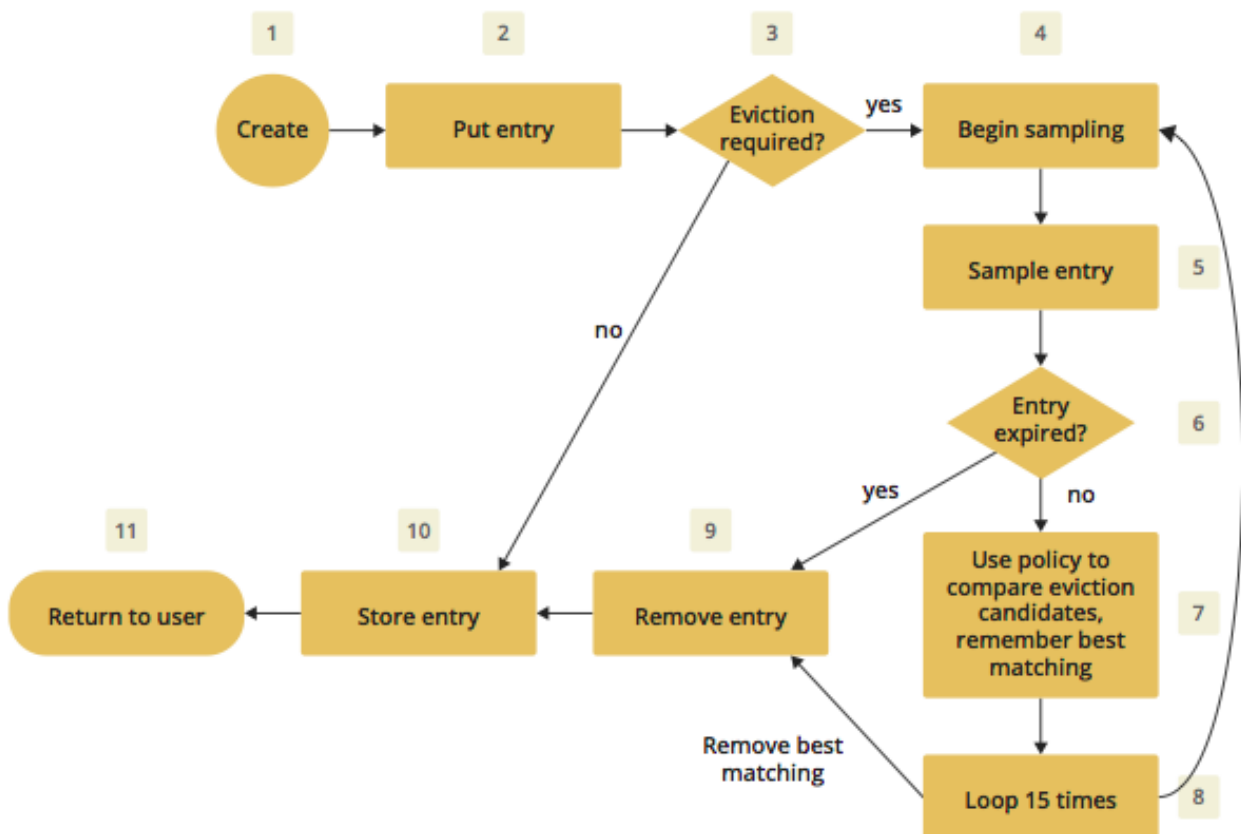 1
2
3
4
Create
Put entry
Eviction
required?
yes
Begin sampling
Sample entry
5
no
Entry
expired?
6
yes
no
11
10
9
Use policy to
compare eviction
candidates,
remember best
matching
7
Return to user
Store entry
Remove entry
Remove best
matching
Loop 15 times
8